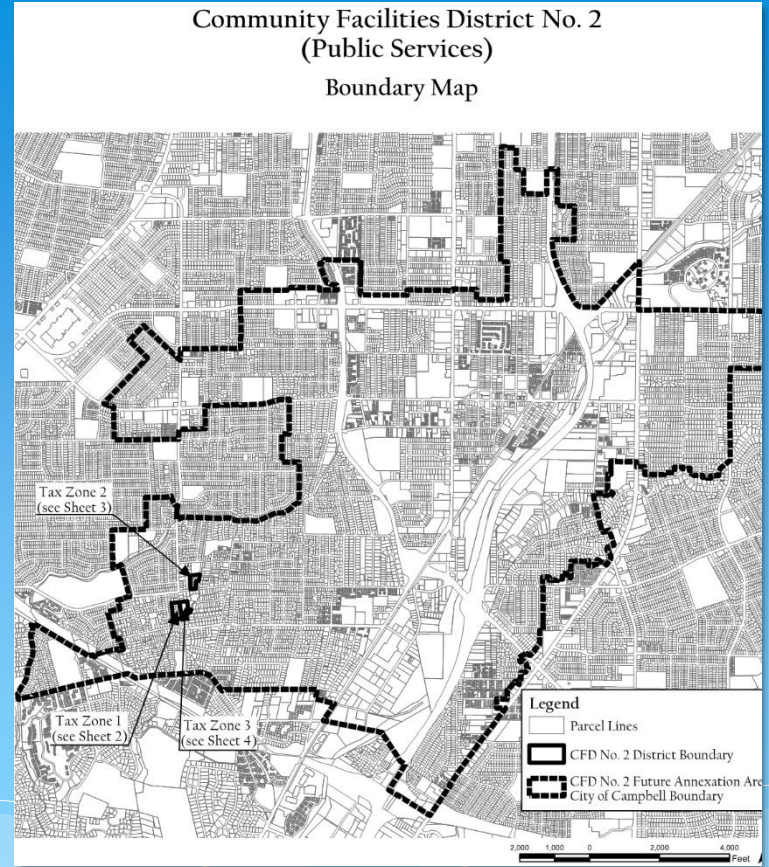 Community Facilities District No. 2
(Public Services)
Boundary Map
Tax Zone 2
(see Sheet 3)
Tax Zone 1
(see Sheet 2)
Tax Zone 3
(see Sheet 4)
Legend
Parcel Lines
CFD No. 2 District Boundary
CFD No. 2 Future Annexation Are
City of Campbell Boundary
2,000 1,000 0 2,000 4,000
Feet